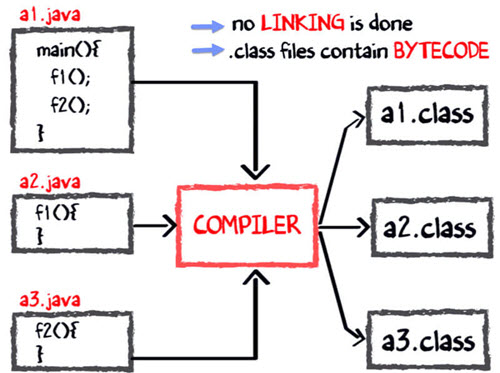 a1.java
no LINKING is done
.class files contain BYTECODE
main(){
f1();
f2();
}
a2.java
f1(){
}
a3.java
f2(){
}
COMPILER
a1.class
a2.class
a3.class